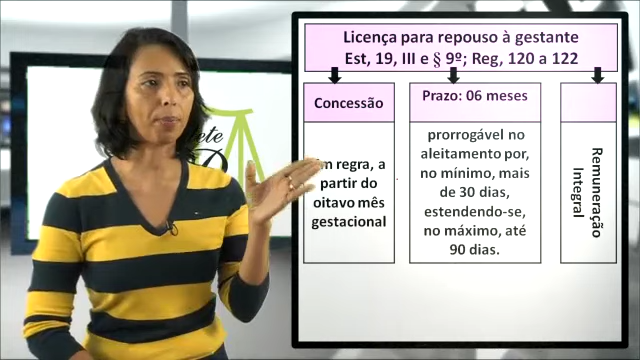 Licença para repouso à gestante
Est, 19, III e § 9º; Reg, 120 a 122
Concessão
regra, a
partir do
oitavo mês
gestacional
Prazo: 06 meses
prorrogável no
aleitamento por,
no mínimo, mais
de 30 dias,
estendendo-se,
no máximo, até
90 dias.
Remuneração
Integral